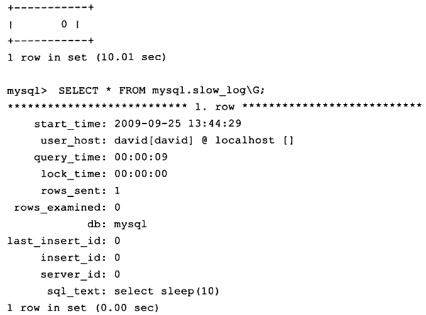 +-----------+
|         0 |
+-----------+
1 row in set (10.01 sec)
mysql>  SELECT * FROM mysql.slow_log\G;
*************************** 1. row ***************************
start_time: 2009-09-25 13:44:29
user_host: david[david] @ localhost []
query_time: 00:00:09
lock_time: 00:00:00
rows_sent: 1
rows_examined: 0
db: mysql
last_insert_id: 0
insert_id: 0
server_id: 0
sql_text: select sleep(10)
1 row in set (0.00 sec)